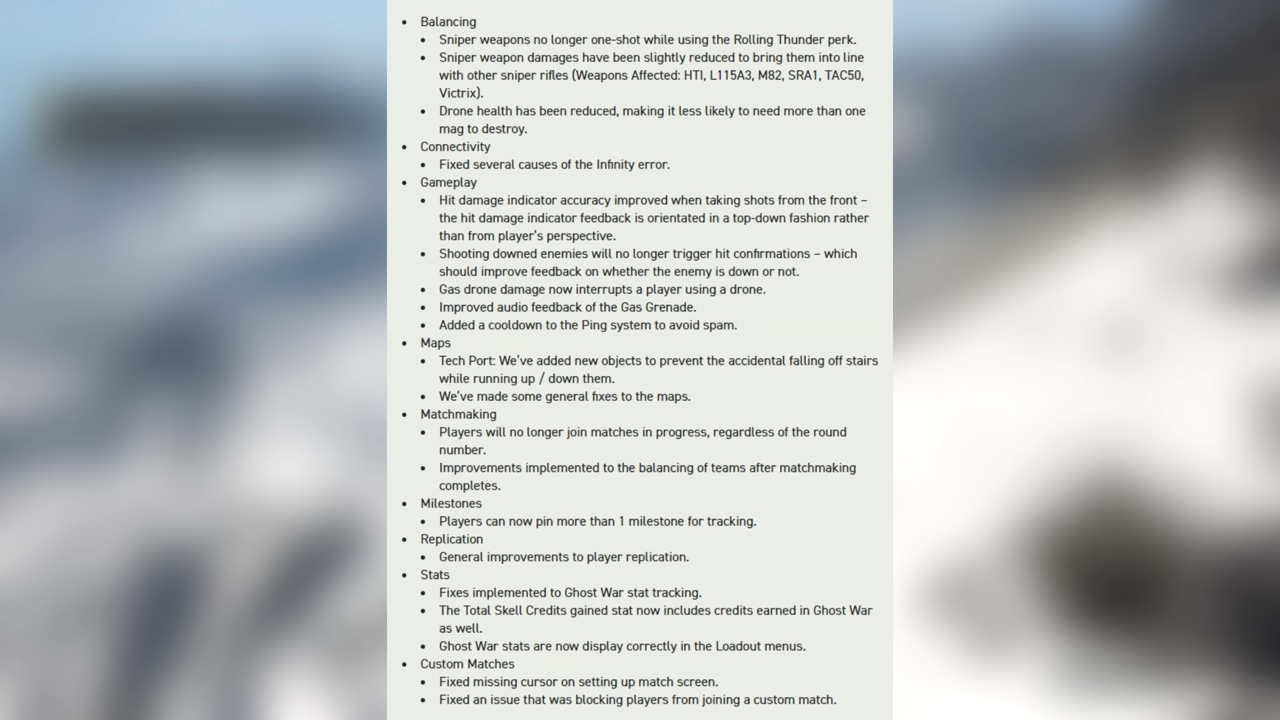 • Balancing
• Sniper weapons no longer one-shot while using the Rolling Thunder perk.
• Sniper weapon damages have been slightly reduced to bring them into line
with other sniper rifles (Weapons Affected: HTI, L115A3, M82, SRA1, TAC50,
Victrix).
• Drone health has been reduced, making it less likely to need more than one
mag to destroy.
• Connectivity
• Fixed several causes of the Infinity error.
• Gameplay
• Hit damage indicator accuracy improved when taking shots from the front –
the hit damage indicator feedback is orientated in a top-down fashion rather
than from player's perspective.
• Shooting downed enemies will no longer trigger hit confirmations – which
should improve feedback on whether the enemy is down or not.
• Gas drone damage now interrupts a player using a drone.
• Improved audio feedback of the Gas Grenade.
• Added a cooldown to the Ping system to avoid spam.
• Maps
• Tech Port: We've added new objects to prevent the accidental falling off stairs
while running up / down them.
• We've made some general fixes to the maps.
• Matchmaking
• Players will no longer join matches in progress, regardless of the round
number.
• Improvements implemented to the balancing of teams after matchmaking
completes.
• Milestones
• Players can now pin more than 1 milestone for tracking.
• Replication
• General improvements to player replication.
• Stats
• Fixes implemented to Ghost War stat tracking.
• The Total Skell Credits gained stat now includes credits earned in Ghost War
as well.
• Ghost War stats are now display correctly in the Loadout menus.
• Custom Matches
• Fixed missing cursor on setting up match screen.
• Fixed an issue that was blocking players from joining a custom match.